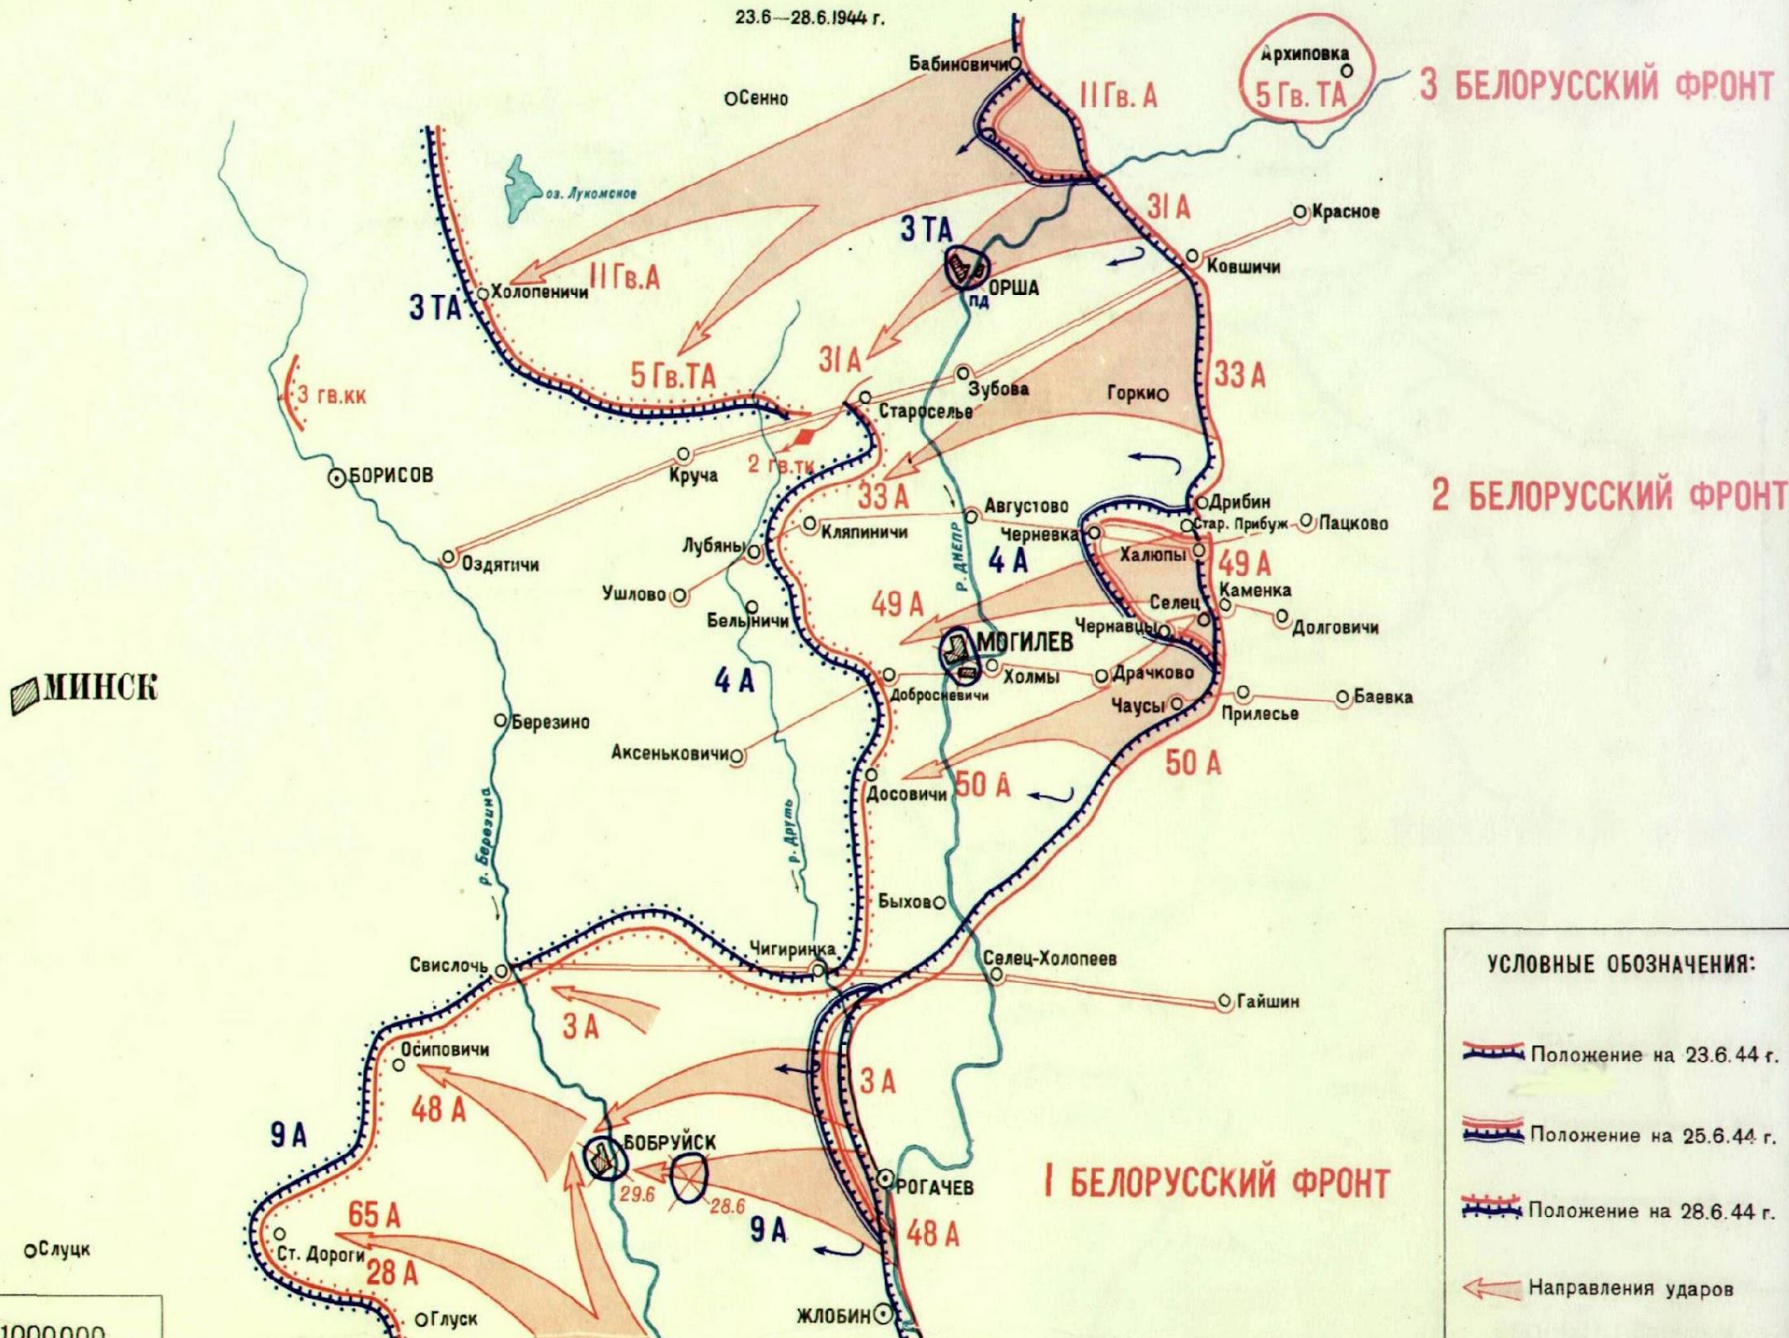 23.6—28.6.1944 г.
Бабиновичи
Архиповка
5 Гв. ТА
3 БЕЛОРУССКИЙ ФРОНТ
11 Гв. А
Сенно
оз. Лукомское
31 А
Красное
3 ТА
Ковшичи
ОРША
пд
11 Гв. А
Холопеничи
3 ТА
31 А
5 Гв. ТА
33 А
3 гв.кк
Зубова
Горки
Староселье
2 гв.тк
Круча
БОРИСОВ
33 А
2 БЕЛОРУССКИЙ ФРОНТ
Дрибин
Августово
Стар. Прибуж
Пацково
Кляпиничи
Черневка
Лубяны
Халюпы
4 А
49 А
Оздятичи
р. ДНЕПР
Ушлово
Каменка
49 А
Селец
Белыничи
Чернавцы
Долговичи
МОГИЛЕВ
4 А
Холмы
Драчково
МИНСК
Добросневичи
Чаусы
Прилесье
Баевка
Березино
Аксеньковичи
50 А
50 А
Досовичи
р. Березина
р. Друть
Быхов
Чигиринка
Свислочь
Селец-Холопеев
Гайшин
3 А
Осиповичи
3 А
48 А
9 А
БОБРУЙСК
29.6
28.6
РОГАЧЕВ
1 БЕЛОРУССКИЙ ФРОНТ
65 А
9 А
48 А
Слуцк
Ст. Дороги
28 А
Глуск
ЖЛОБИН
УСЛОВНЫЕ ОБОЗНАЧЕНИЯ:
Положение на 23.6.44 г.
Положение на 25.6.44 г.
Положение на 28.6.44 г.
Направления ударов